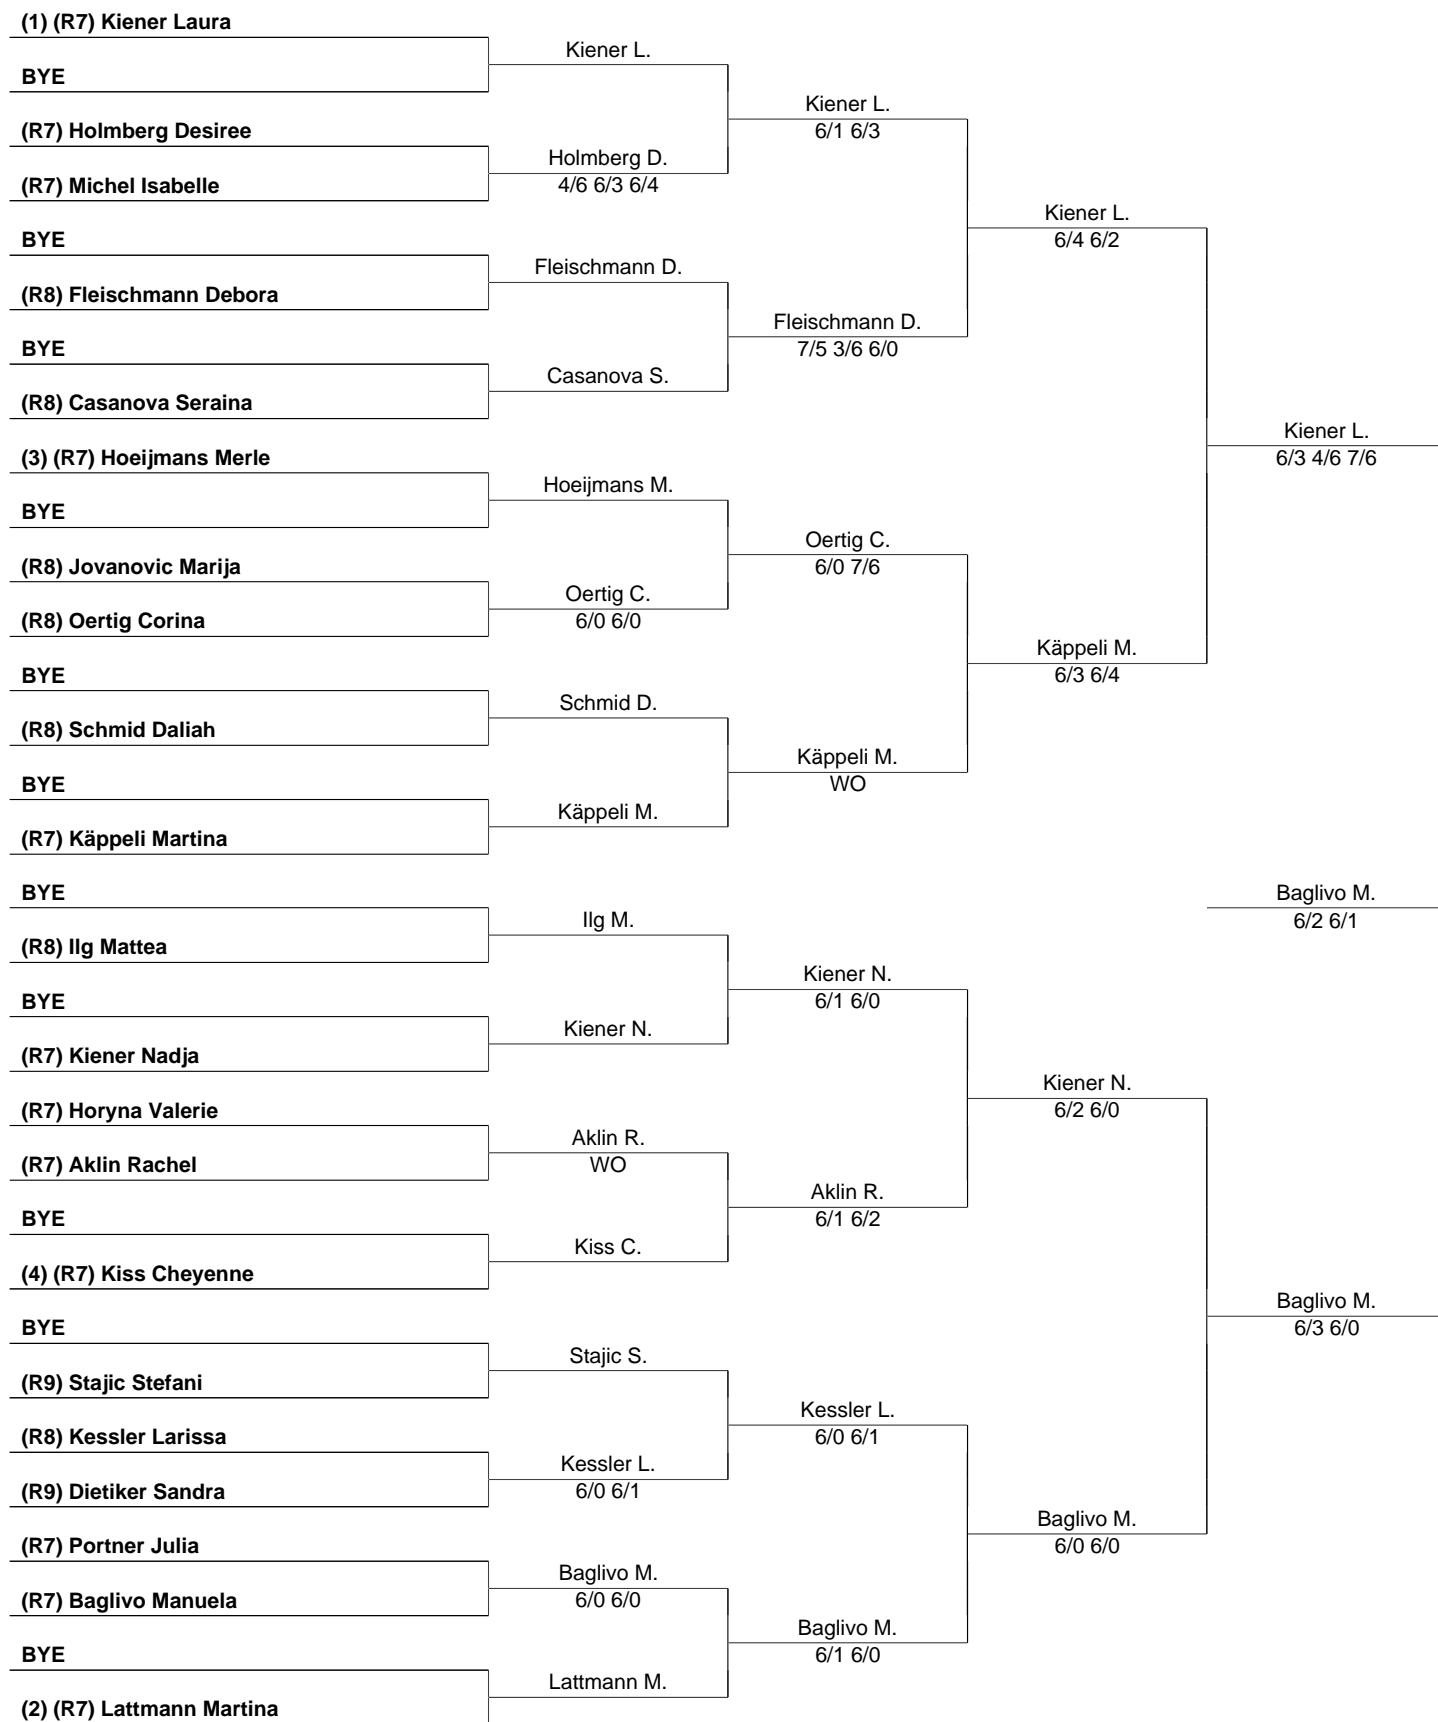 (1) (R7) Kiener Laura
BYE
(R7) Holmberg Desiree
(R7) Michel Isabelle
BYE
(R8) Fleischmann Debora
BYE
(R8) Casanova Seraina
(3) (R7) Hoeijmans Merle
BYE
(R8) Jovanovic Marija
(R8) Oertig Corina
BYE
(R8) Schmid Daliah
BYE
(R7) Käppeli Martina
BYE
(R8) Ilg Mattea
BYE
(R7) Kiener Nadja
(R7) Horyna Valerie
(R7) Aklin Rachel
BYE
(4) (R7) Kiss Cheyenne
BYE
(R9) Stajic Stefani
(R8) Kessler Larissa
(R9) Dietiker Sandra
(R7) Portner Julia
(R7) Baglivo Manuela
BYE
(2) (R7) Lattmann Martina
Kiener L.
Holmberg D.
4/6 6/3 6/4
Fleischmann D.
Casanova S.
Hoeijmans M.
Oertig C.
6/0 6/0
Schmid D.
Käppeli M.
Ilg M.
Kiener N.
Aklin R.
WO
Kiss C.
Stajic S.
Kessler L.
6/0 6/1
Baglivo M.
6/0 6/0
Lattmann M.
Kiener L.
6/1 6/3
Fleischmann D.
7/5 3/6 6/0
Oertig C.
6/0 7/6
Käppeli M.
WO
Kiener N.
6/1 6/0
Aklin R.
6/1 6/2
Kessler L.
6/0 6/1
Baglivo M.
6/1 6/0
Kiener L.
6/4 6/2
Käppeli M.
6/3 6/4
Kiener N.
6/2 6/0
Baglivo M.
6/0 6/0
Kiener L.
6/3 4/6 7/6
Baglivo M.
6/2 6/1
Baglivo M.
6/3 6/0